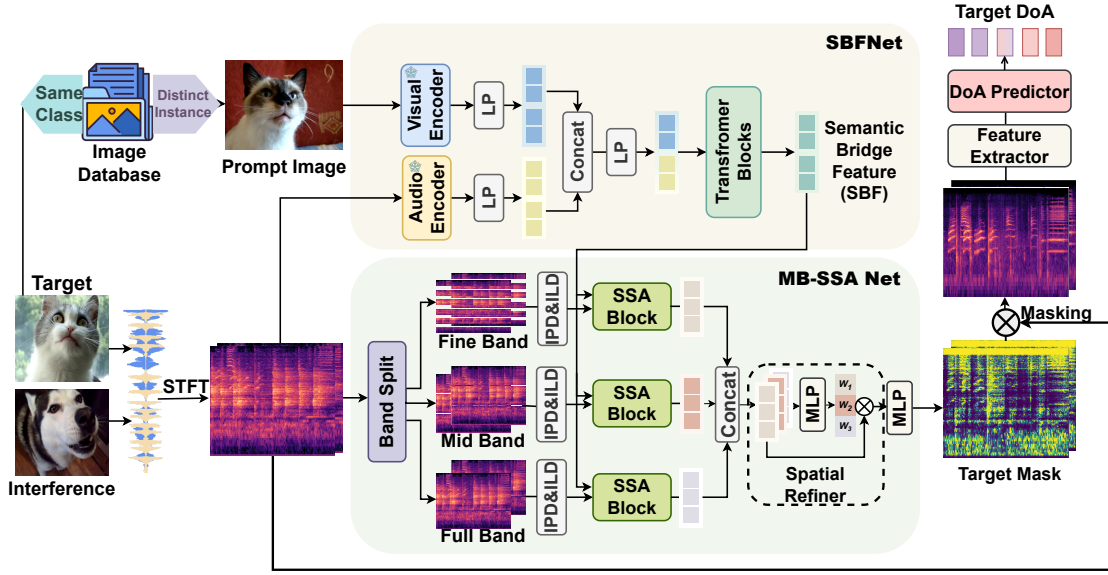 Target DoA
SBFNet
DoA Predictor
Same
Class
Distinct
Instance
Image
Database
Prompt Image
Visual
Encoder
LP
Concat
LP
Transfromer
Blocks
Semantic
Bridge
Feature
(SBF)
Feature
Extractor
Audio
Encoder
LP
Target
MB-SSA Net
IPD&ILD
SSA
Block
Fine Band
Masking
STFT
Band Split
IPD&ILD
SSA
Block
Mid Band
Concat
MLP
W1
W2
W3
MLP
Spatial
Refiner
Target Mask
Interference
IPD&ILD
SSA
Block
Full Band